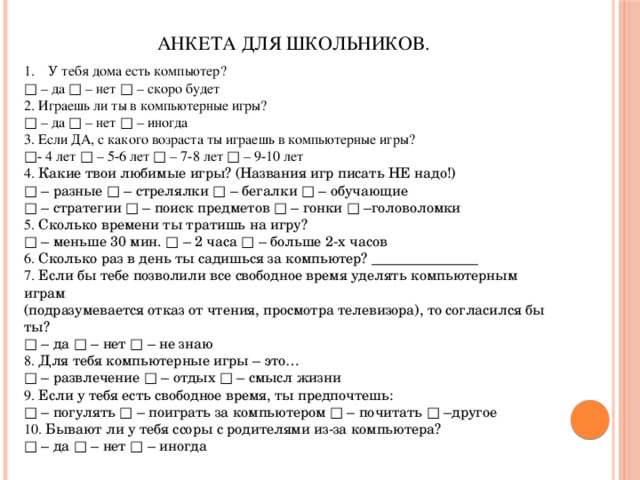 АНКЕТА ДЛЯ ШКОЛЬНИКОВ.
1. У тебя дома есть компьютер?
□ – да □ – нет □ – скоро будет
2. Играешь ли ты в компьютерные игры?
□ – да □ – нет □ – иногда
3. Если ДА, с какого возраста ты играешь в компьютерные игры?
□- 4 лет □ – 5-6 лет □ – 7-8 лет □ – 9-10 лет
4. Какие твои любимые игры? (Названия игр писать НЕ надо!)
□ – разные □ – стрелялки □ – бегалки □ – обучающие
□ – стратегии □ – поиск предметов □ – гонки □ –головоломки
5. Сколько времени ты тратишь на игру?
□ – меньше 30 мин. □ – 2 часа □ – больше 2-х часов
6. Сколько раз в день ты садишься за компьютер? ________________
7. Если бы тебе позволили все свободное время уделять компьютерным
играм
(подразумевается отказ от чтения, просмотра телевизора), то согласился бы
ты?
□ – да □ – нет □ – не знаю
8. Для тебя компьютерные игры – это…
□ – развлечение □ – отдых □ – смысл жизни
9. Если у тебя есть свободное время, ты предпочтешь:
□ – погулять □ – поиграть за компьютером □ – почитать □ –другое
10. Бывают ли у тебя ссоры с родителями из-за компьютера?
□ – да □ – нет □ – иногда